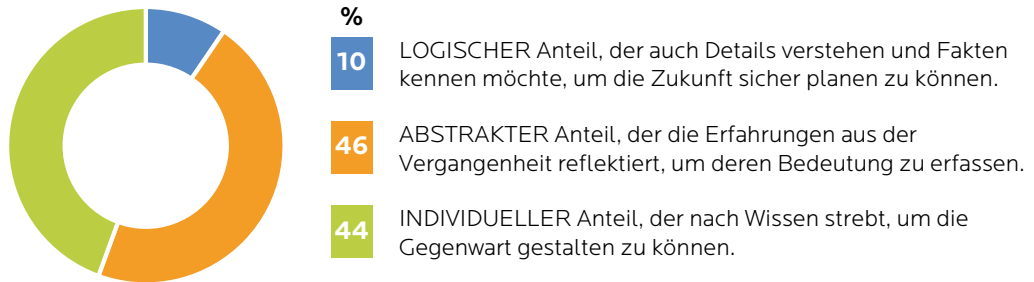 %
10
LOGISCHER Anteil, der auch Details verstehen und Fakten
kennen möchte, um die Zukunft sicher planen zu können.
46
ABSTRAKTER Anteil, der die Erfahrungen aus der
Vergangenheit reflektiert, um deren Bedeutung zu erfassen.
44
INDIVIDUELLER Anteil, der nach Wissen strebt, um die
Gegenwart gestalten zu können.